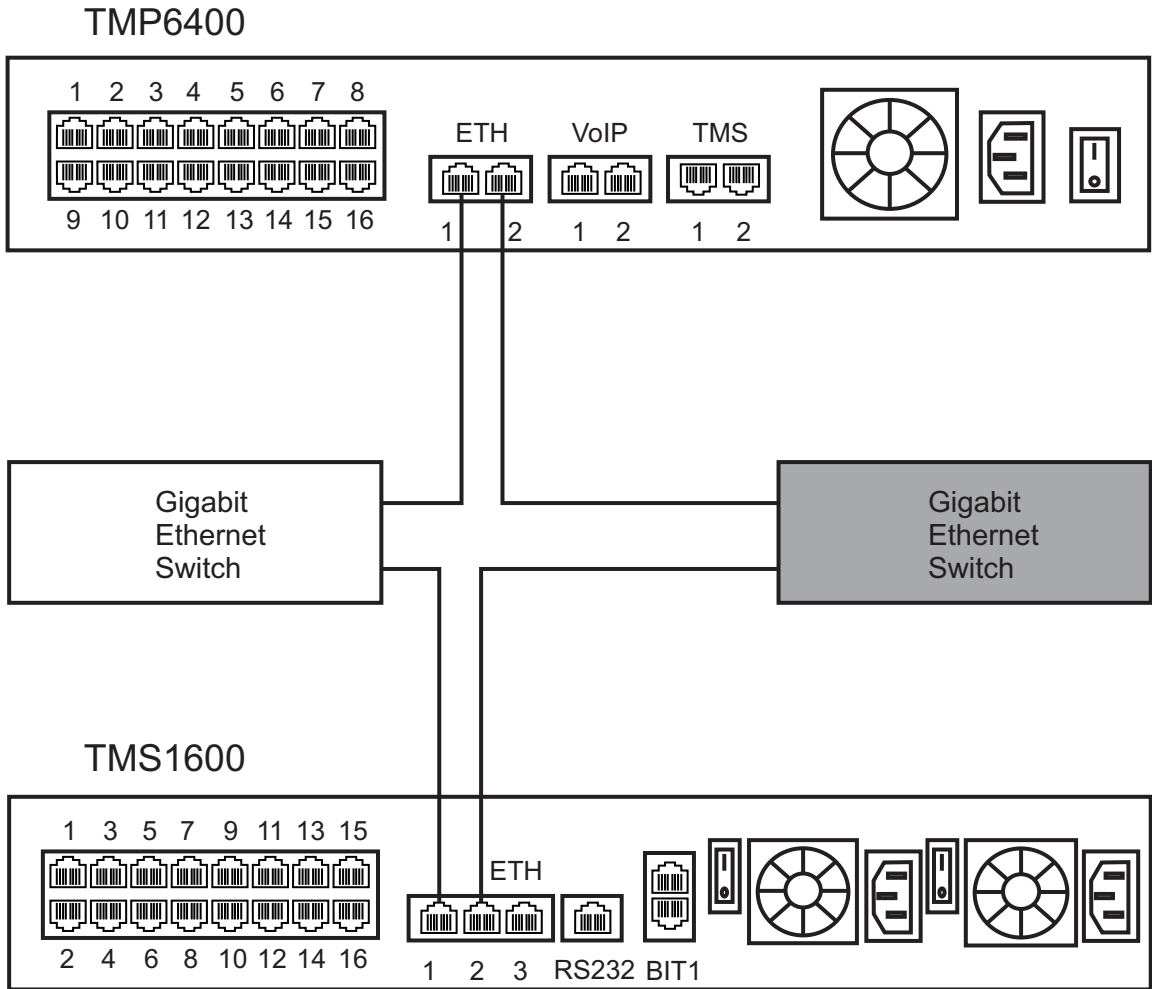 TMP6400
1 2 3 4 5 6 7 8
ETH VoIP TMS
9 10 11 12 13 14 15 16
1 2 1 2 1 2
Gigabit
Ethernet
Switch
Gigabit
Ethernet
Switch
TMS1600
1 3 5 7 9 11 13 15
ETH
2 4 6 8 10 12 14 16
1 2 3 RS232 BIT1